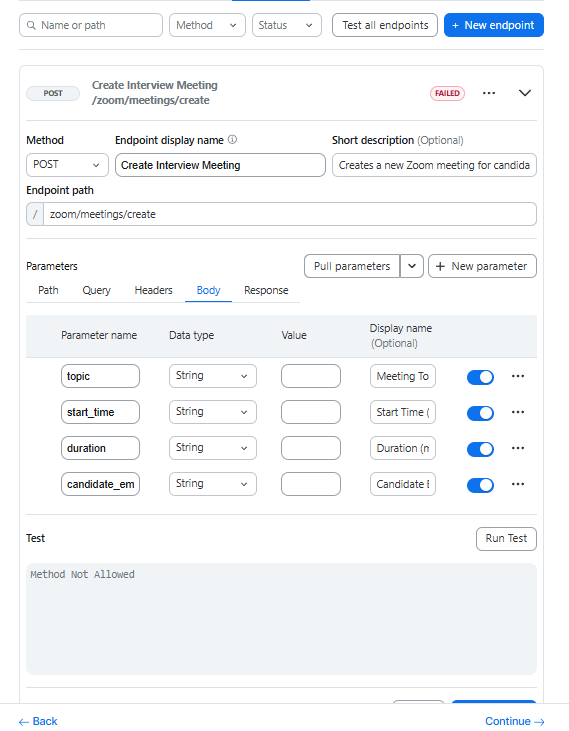 Name or path Method Status Test all endpoints + New endpoint
POST Create Interview Meeting FAILED
/zoom/meetings/create
Method Endpoint display name Short description (Optional)
POST Create Interview Meeting Creates a new Zoom meeting for candida
Endpoint path
/ zoom/meetings/create
Parameters Pull parameters + New parameter
Path Query Headers Body Response
Parameter name Data type Value Display name
(Optional)
topic String Meeting To
start_time String Start Time (
duration String Duration (n
candidate_em String Candidate E
Test Run Test
Method Not Allowed
← Back Continue →